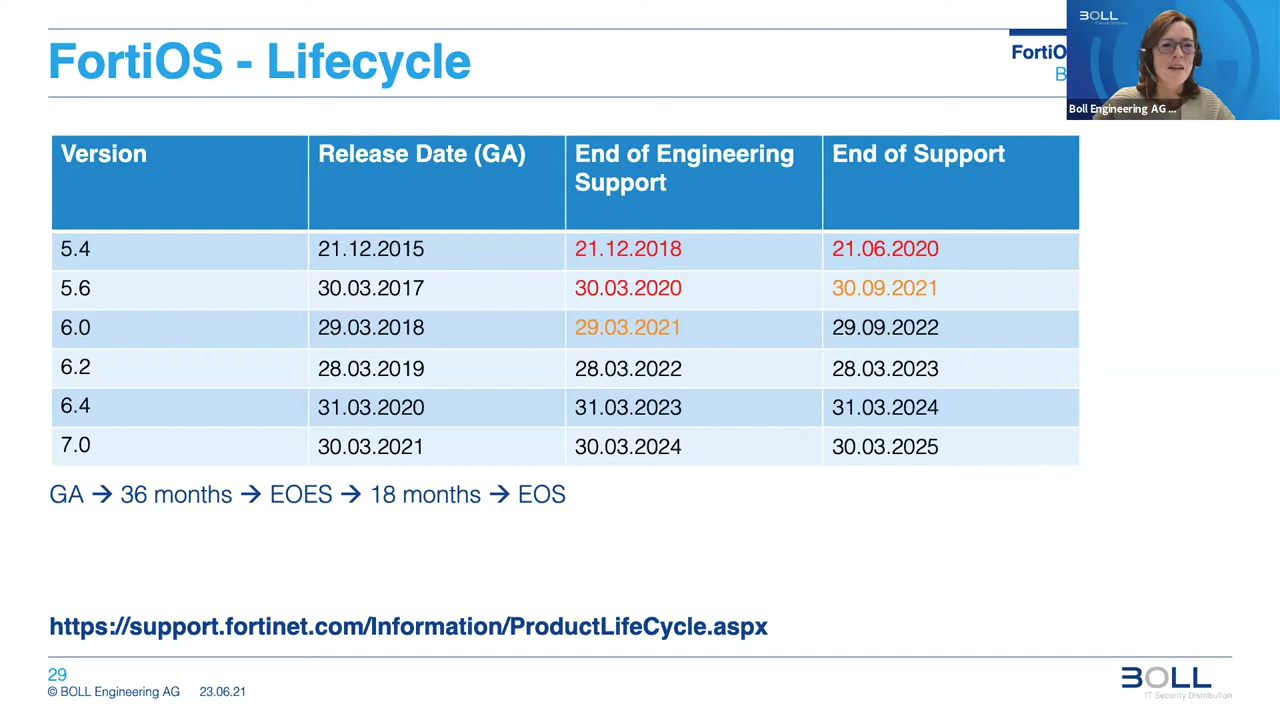 FortiOS - Lifecycle
FortiO
B
BOLL
Boll Engineering AG ...
Version Release Date (GA) End of Engineering Support End of Support
5.4 21.12.2015 21.12.2018 21.06.2020
5.6 30.03.2017 30.03.2020 30.09.2021
6.0 29.03.2018 29.03.2021 29.09.2022
6.2 28.03.2019 28.03.2022 28.03.2023
6.4 31.03.2020 31.03.2023 31.03.2024
7.0 30.03.2021 30.03.2024 30.03.2025
GA → 36 months → EOES → 18 months → EOS
https://support.fortinet.com/Information/ProductLifeCycle.aspx
29
© BOLL Engineering AG 23.06.21
BOLL
IT Security Distribution